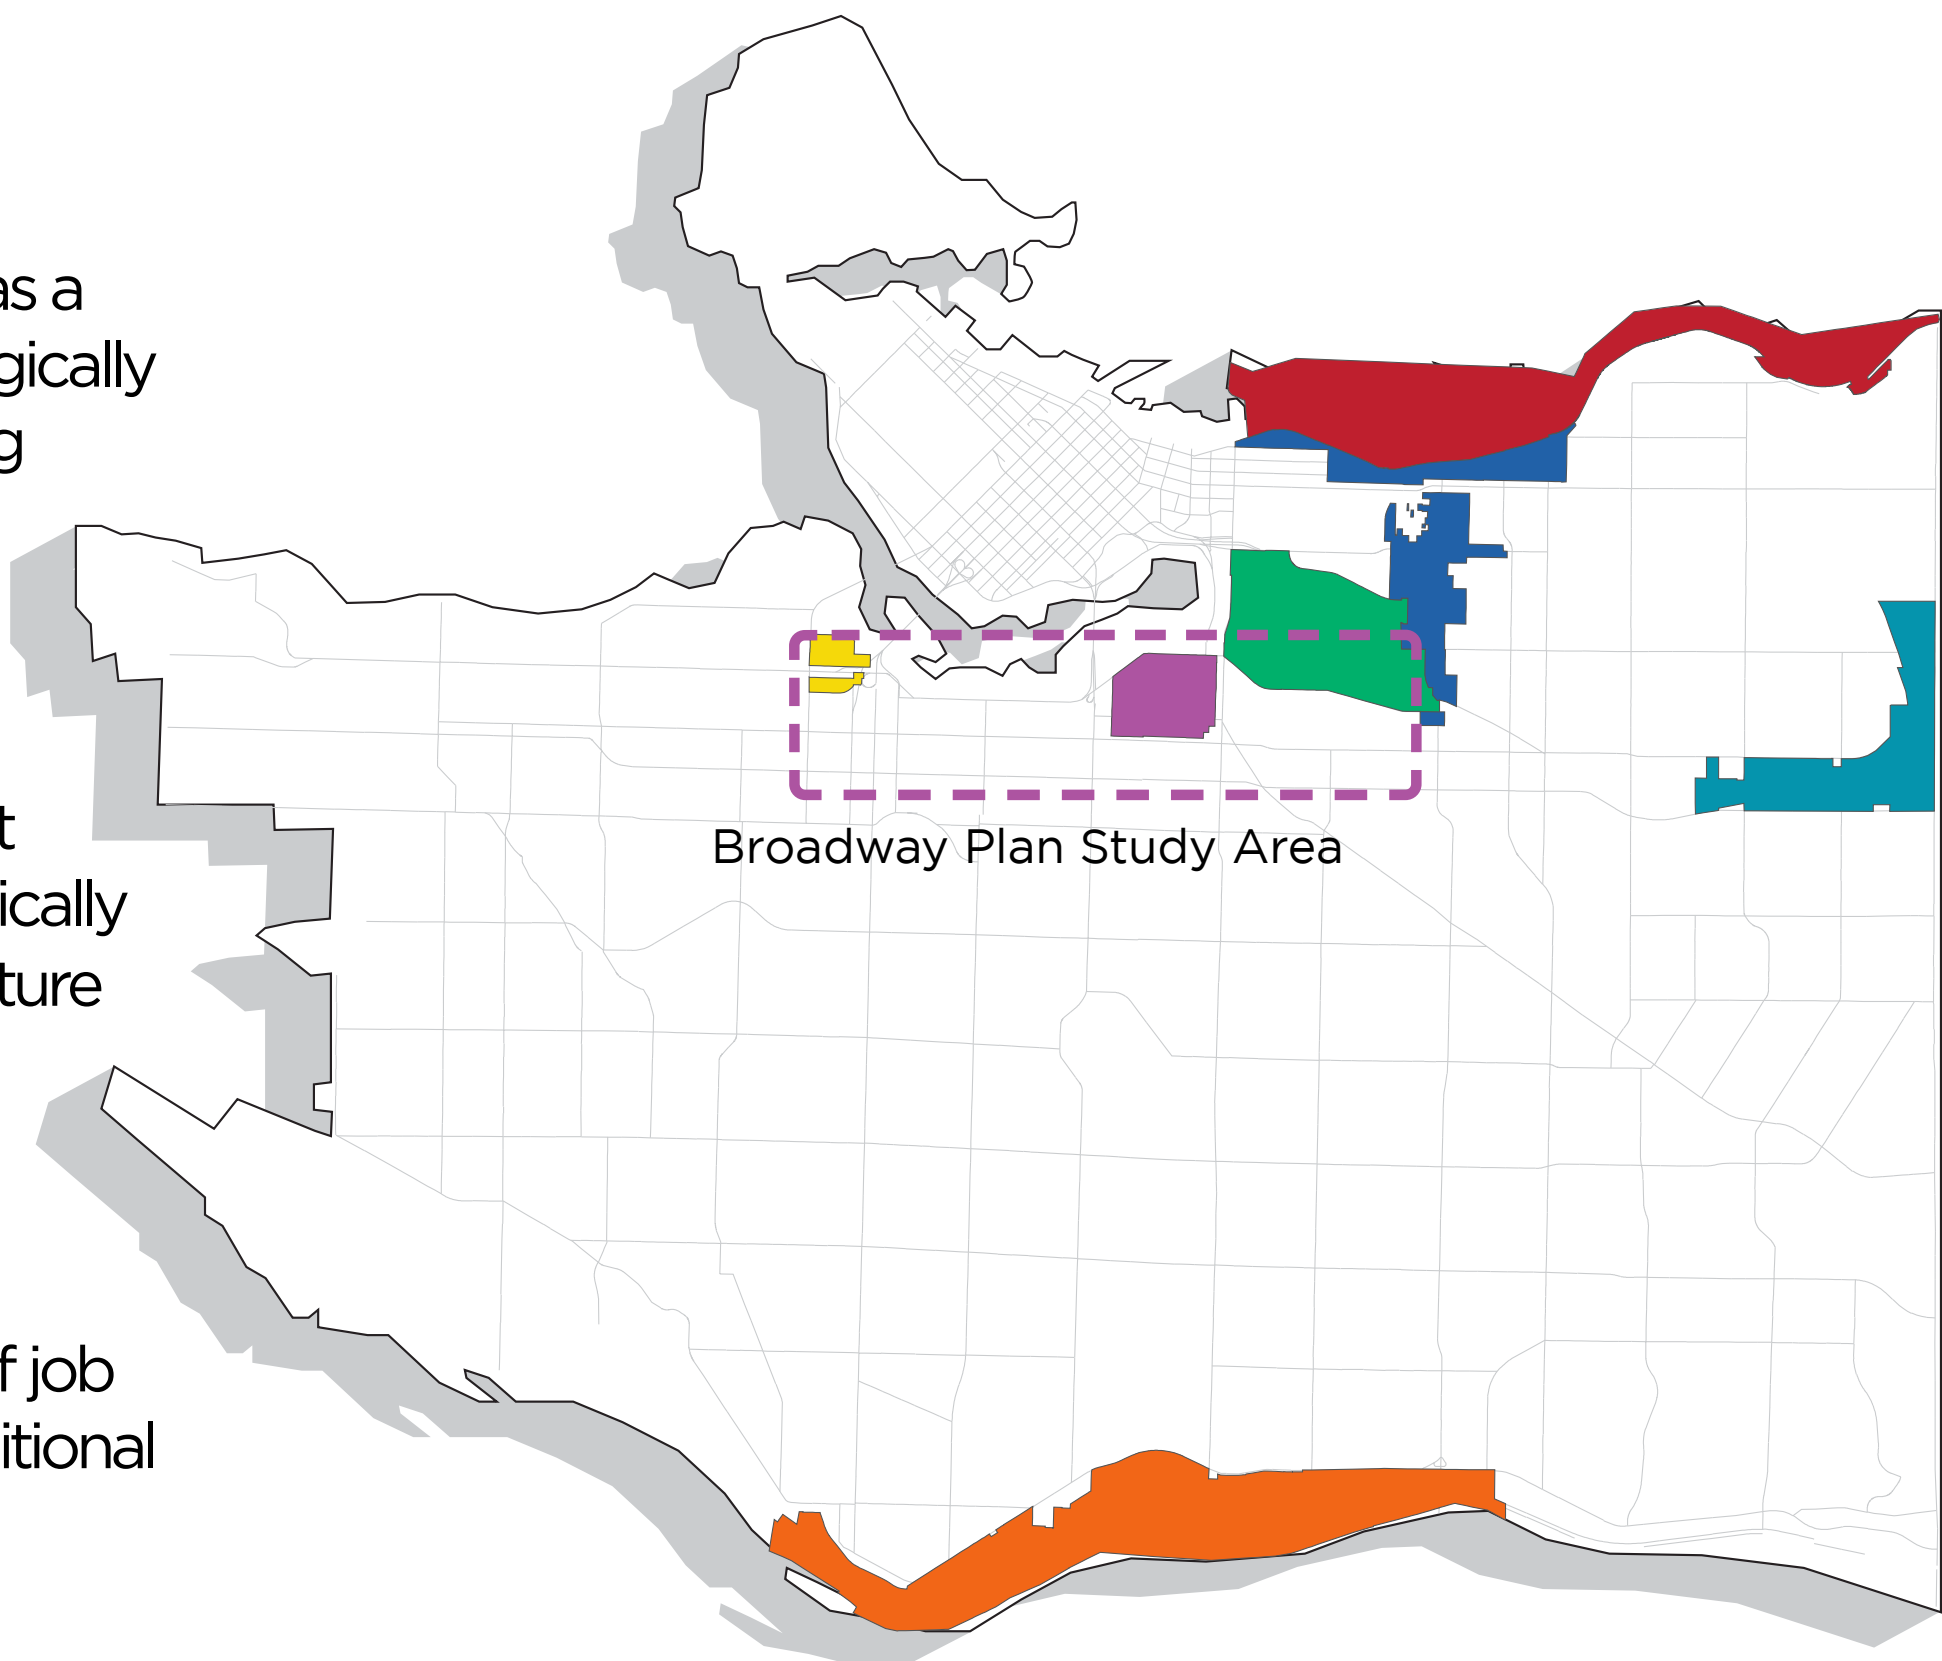 as a
gically
g
t
ically
ture
f job
itional
Broadway Plan Study Area